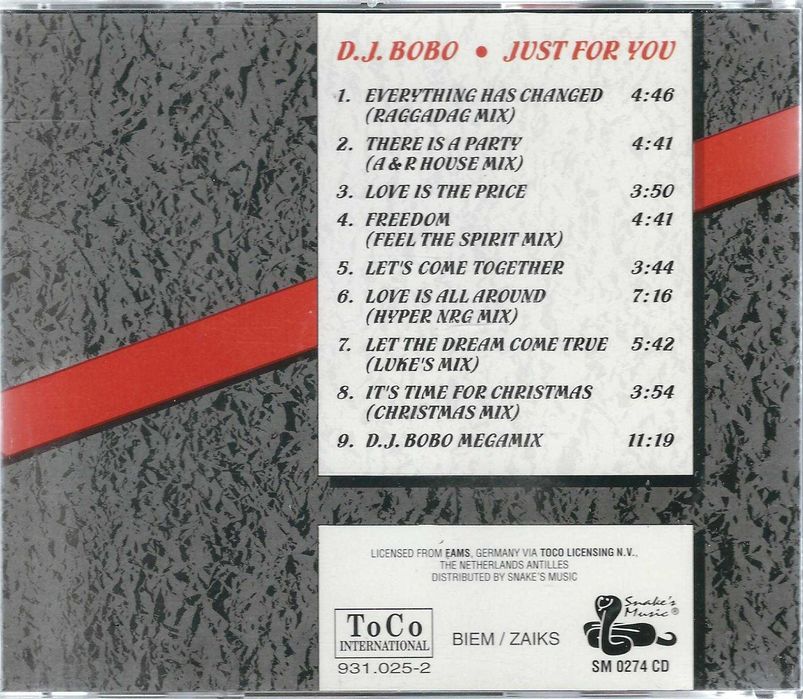 D.J. BOBO • JUST FOR YOU
1. EVERYTHING HAS CHANGED 4:46
(RAGGADAG MIX)
2. THERE IS A PARTY 4:41
(A & R HOUSE MIX)
3. LOVE IS THE PRICE 3:50
4. FREEDOM 4:41
(FEEL THE SPIRIT MIX)
5. LET'S COME TOGETHER 3:44
6. LOVE IS ALL AROUND 7:16
(HYPER NRG MIX)
7. LET THE DREAM COME TRUE 5:42
(LUKE'S MIX)
8. IT'S TIME FOR CHRISTMAS 3:54
(CHRISTMAS MIX)
9. D.J. BOBO MEGAMIX 11:19
LICENSED FROM EAMS, GERMANY VIA TOCO LICENSING N.V.,
THE NETHERLANDS ANTILLES
DISTRIBUTED BY SNAKE'S MUSIC
ToCo
INTERNATIONAL
931.025-2
BIEM / ZAIKS
Snake's
Music®
SM 0274 CD